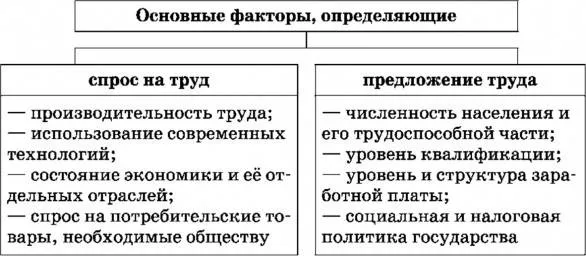 Основные факторы, определяющие
спрос на труд
— производительность труда;
— использование современных
технологий;
— состояние экономики и её от-
дельных отраслей;
— спрос на потребительские то-
вары, необходимые обществу
предложение труда
— численность населения и
его трудоспособной части;
— уровень квалификации;
— уровень и структура зара-
ботной платы;
— социальная и налоговая
политика государства